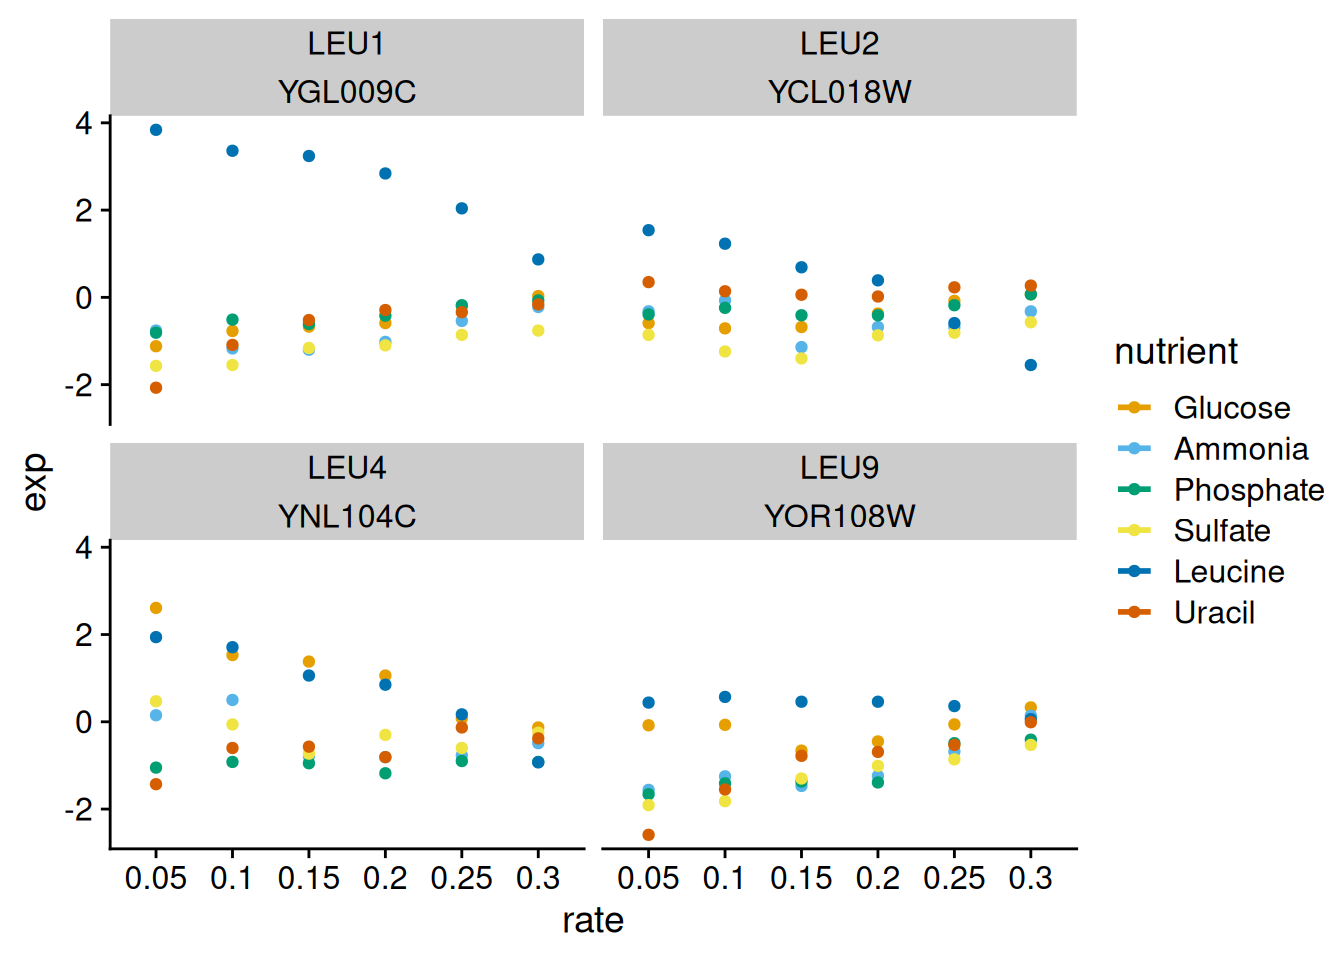 LEU1
YGL009C
LEU2
YCL018W
4
2
0
-2
LEU4
YNL104C
LEU9
YOR108W
4
2
0
-2
exp
0.05 0.1 0.15 0.2 0.25 0.3
0.05 0.1 0.15 0.2 0.25 0.3
rate
nutrient
Glucose
Ammonia
Phosphate
Sulfate
Leucine
Uracil